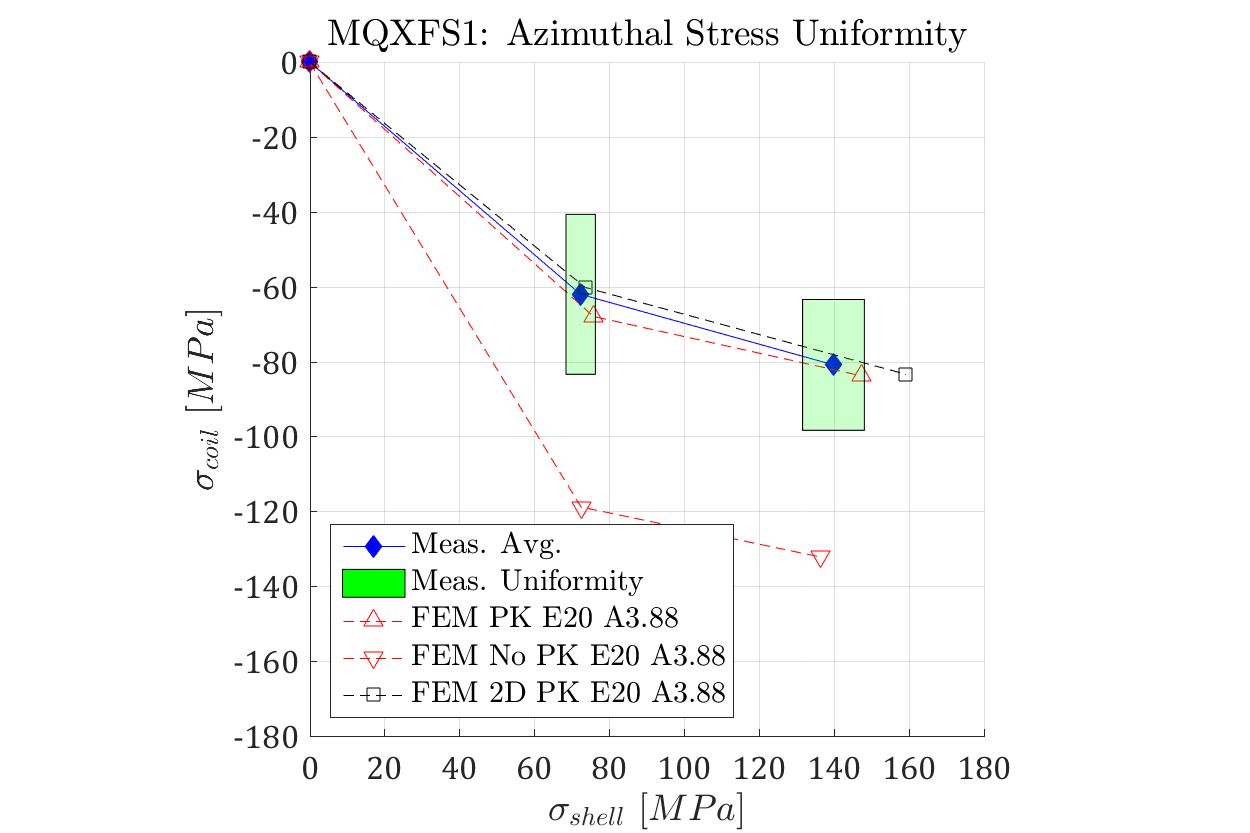 MQXFS1: Azimuthal Stress Uniformity
0
-20
-40
-60
-80
-100
-120
-140
-160
-180
σ_coil [MPa]
Meas. Avg.
Meas. Uniformity
FEM PK E20 A3.88
FEM No PK E20 A3.88
FEM 2D PK E20 A3.88
0 20 40 60 80 100 120 140 160 180
σ_shell [MPa]